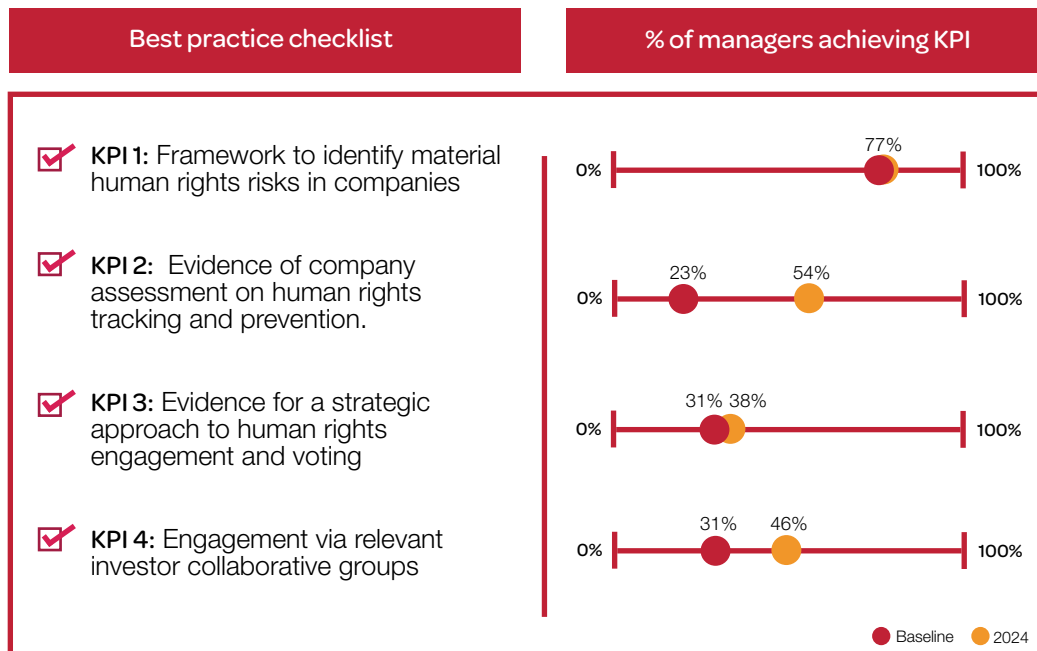 Best practice checklist
% of managers achieving KPI
KPI 1: Framework to identify material
human rights risks in companies
77%
0%
100%
KPI 2: Evidence of company
assessment on human rights
tracking and prevention.
23%
54%
0%
100%
KPI 3: Evidence for a strategic
approach to human rights
engagement and voting
31%
38%
0%
100%
KPI 4: Engagement via relevant
investor collaborative groups
31%
46%
0%
100%
Baseline
2024